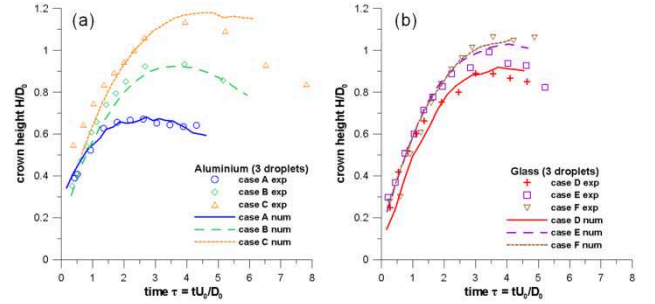 (a)
1.2
1
0.8
0.6
0.4
0.2
0
crown height H/D₀
Aluminium (3 droplets)
case A exp
case B exp
case C exp
case A num
case B num
case C num
0 1 2 3 4 5 6 7 8
time τ = tU₀/D₀
(b)
1.2
1
0.8
0.6
0.4
0.2
0
crown height H/D₀
Glass (3 droplets)
case D exp
case E exp
case F exp
case D num
case E num
case F num
0 1 2 3 4 5 6 7 8
time τ = tU₀/D₀